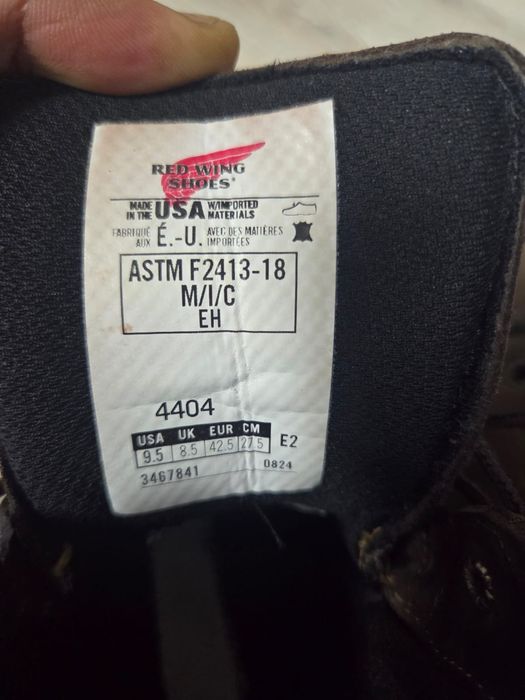 RED WING
SHOES®
MADE IN THE USA W/IMPORTED MATERIALS
FABRIQUÉ AUX É.-U. AVEC DES MATIÈRES IMPORTÉES
ASTM F2413-18
M/I/C
EH
4404
USA UK EUR CM
9.5 8.5 42.5 27.5 E2
3467841 0824